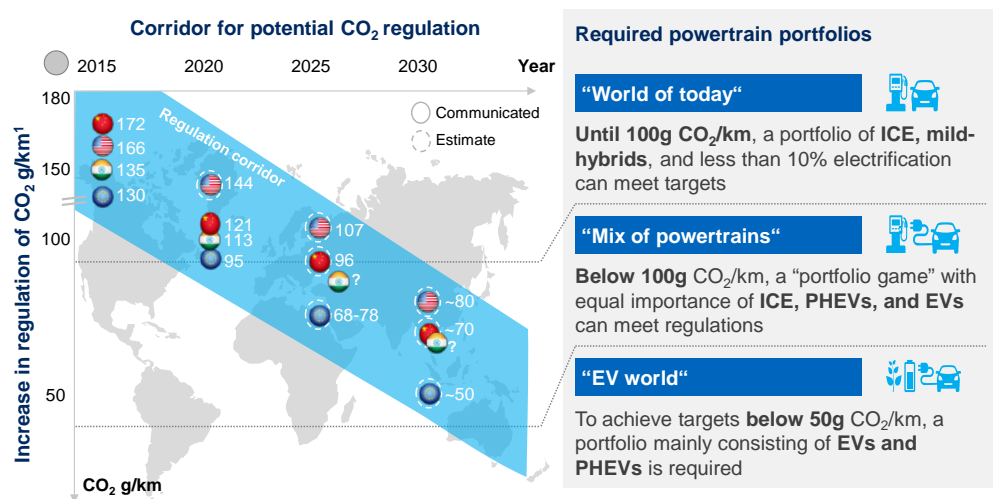 Corridor for potential CO₂ regulation
2015 2020 2025 2030 Year
180
150
100
50
Increase in regulation of CO₂ g/km¹
CO₂ g/km
Regulation corridor
Communicated
Estimate
172
166
135
130
144
121
113
95
107
96
?
68-78
~80
~70
?
~50
Required powertrain portfolios
“World of today“
Until 100g CO₂/km, a portfolio of ICE, mild-
hybrids, and less than 10% electrification
can meet targets
“Mix of powertrains“
Below 100g CO₂/km, a “portfolio game” with
equal importance of ICE, PHEVs, and EVs
can meet regulations
“EV world“
To achieve targets below 50g CO₂/km, a
portfolio mainly consisting of EVs and
PHEVs is required